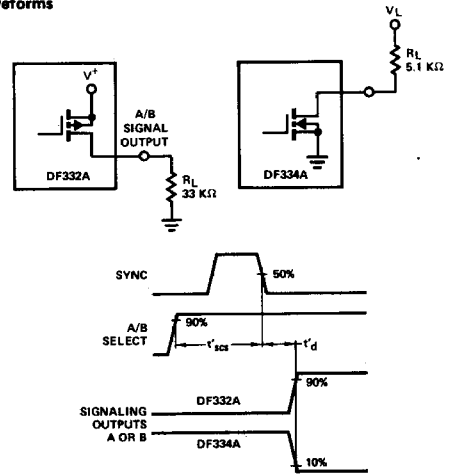 veforms
V+
A/B
SIGNAL
OUTPUT
DF332A
RL
33 KΩ
VL
RL
5.1 KΩ
DF334A
SYNC
50%
A/B
SELECT
90%
t'scs
t'd
SIGNALING
OUTPUTS
A OR B
DF332A
90%
DF334A
10%